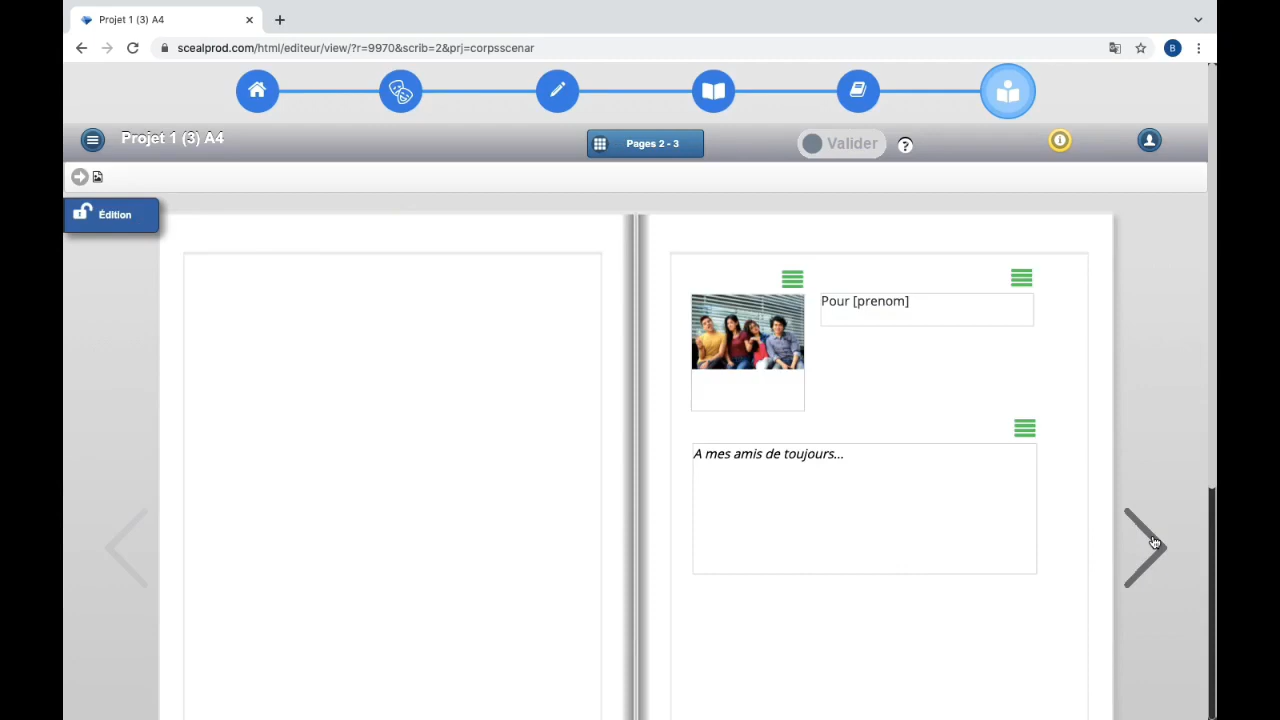 Projet 1 (3) A4
scealprod.com/html/editeur/view/?r=9970&scrib=2&prj=corpsscenar
B
Projet 1 (3) A4
Pages 2 - 3
Valider
?
Édition
Pour [prenom]
A mes amis de toujours...